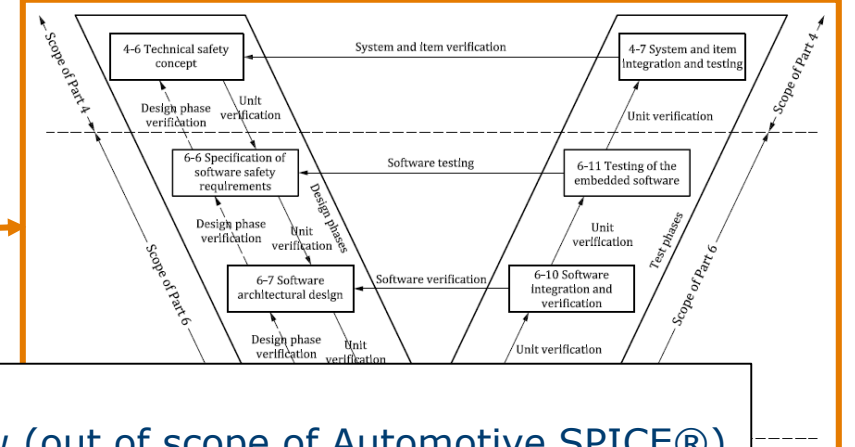 4-6 Technical safety
concept
System and item verification
4-7 System and item
integration and testing
Scope of Part 4
Scope of Part 4
Design phase
verification
Unit
verification
Unit verification
6-6 Specification of
software safety
requirements
Software testing
6-11 Testing of the
embedded software
Design phases
Design phase
verification
Unit
verification
Unit
verification
Test phases
Scope of Part 6
Scope of Part 6
6-7 Software
architectural design
Software verification
6-10 Software
integration and
verification
Design phase
verification
Unit
verification
Unit verification
(out of scope of Automotive SPICE®)